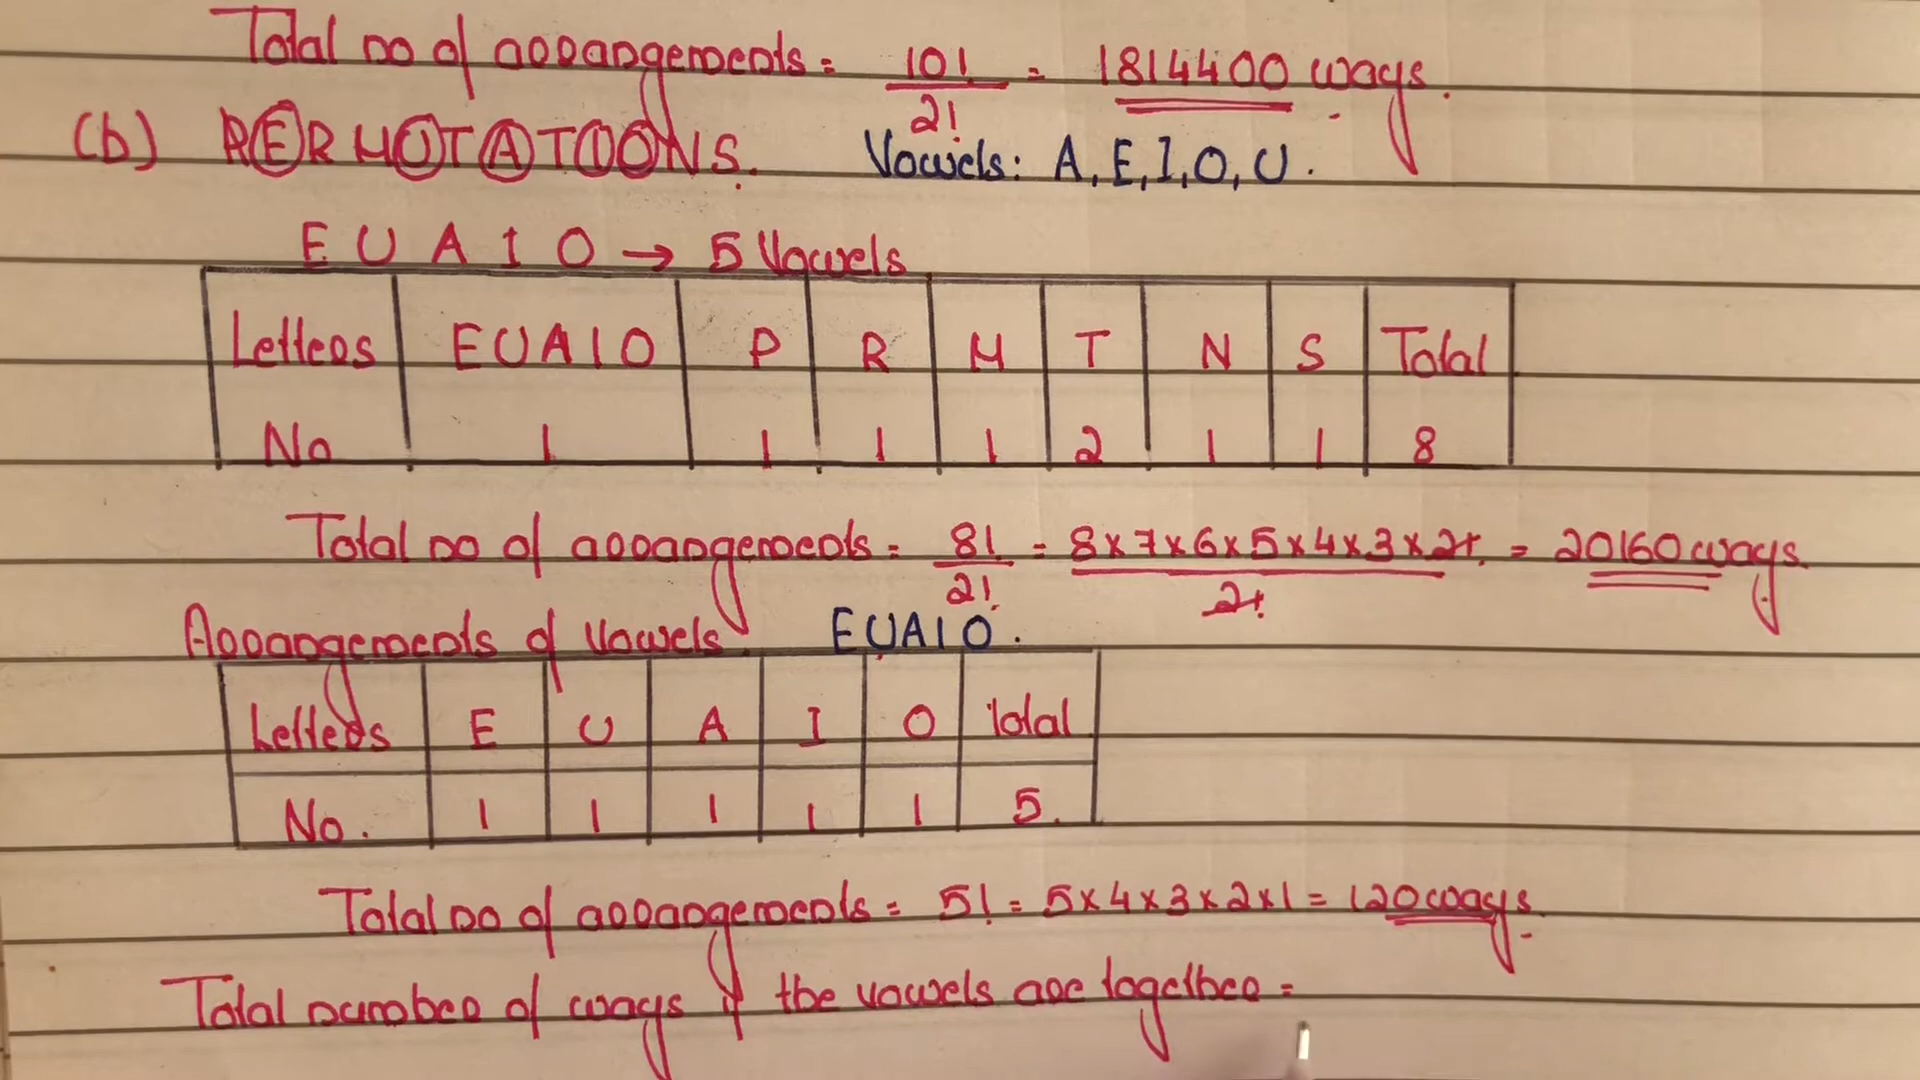 Total no of arrangements = 10!/2! = 1814400 ways.
(b) PERMUTATIONS. Vowels: A, E, I, O, U.
E U A I O → 5 Vowels
Letters EUAIO P R M T N S Total
No 1 1 1 1 2 1 1 8
Total no of arrangements = 8!/2! = 8×7×6×5×4×3×2!/2! = 20160 ways.
Arrangements of vowels EUAIO.
Letters E U A I O Total
No. 1 1 1 1 1 5.
Total no of arrangements = 5! = 5×4×3×2×1 = 120 ways.
Total number of ways if the vowels are together =